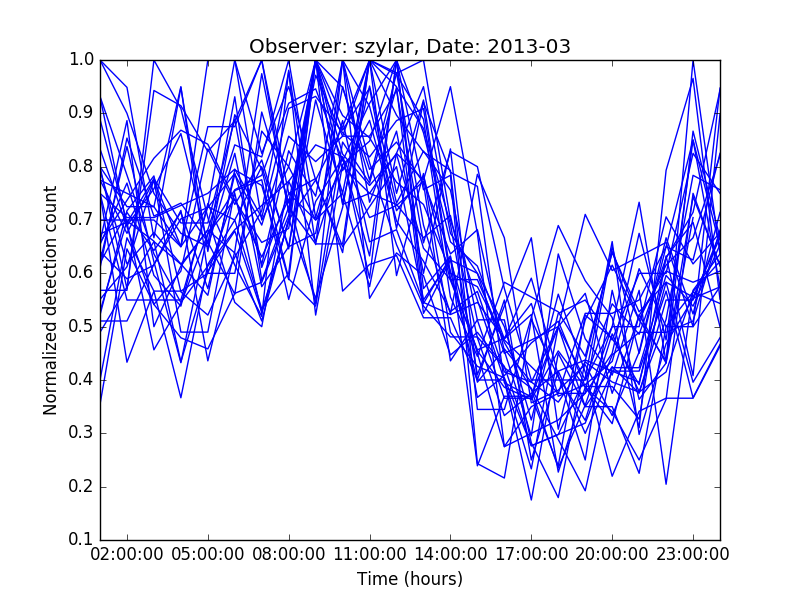 Observer: szylar, Date: 2013-03
Normalized detection count
1.0
0.9
0.8
0.7
0.6
0.5
0.4
0.3
0.2
0.1
02:00:00 05:00:00 08:00:00 11:00:00 14:00:00 17:00:00 20:00:00 23:00:00
Time (hours)